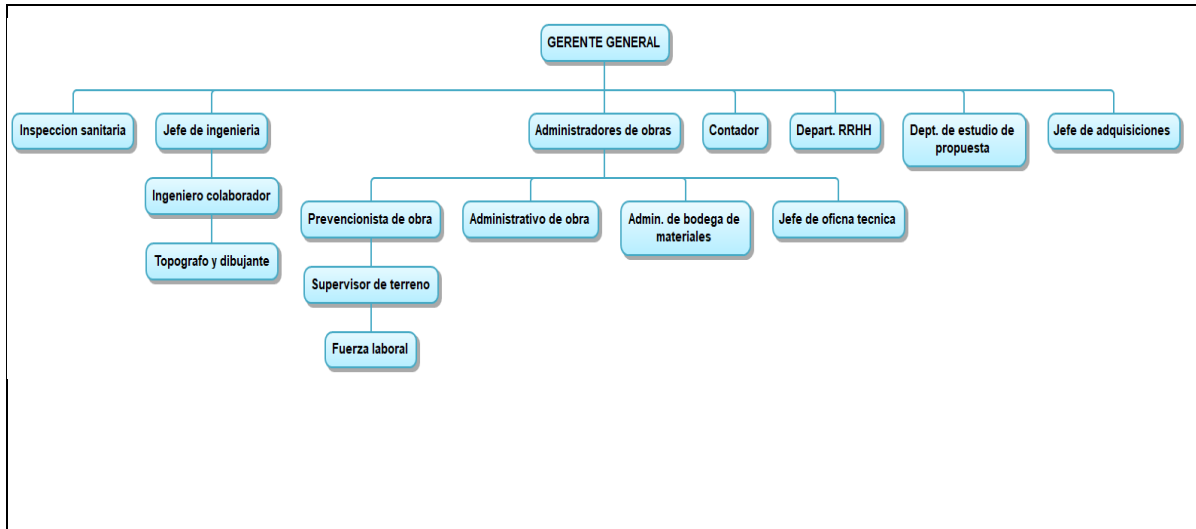 GERENTE GENERAL
Inspeccion sanitaria
Jefe de ingenieria
Administradores de obras
Contador
Depart. RRHH
Dept. de estudio de
propuesta
Jefe de adquisiciones
Ingeniero colaborador
Prevencionista de obra
Administrativo de obra
Admin. de bodega de
materiales
Jefe de oficna tecnica
Topografo y dibujante
Supervisor de terreno
Fuerza laboral